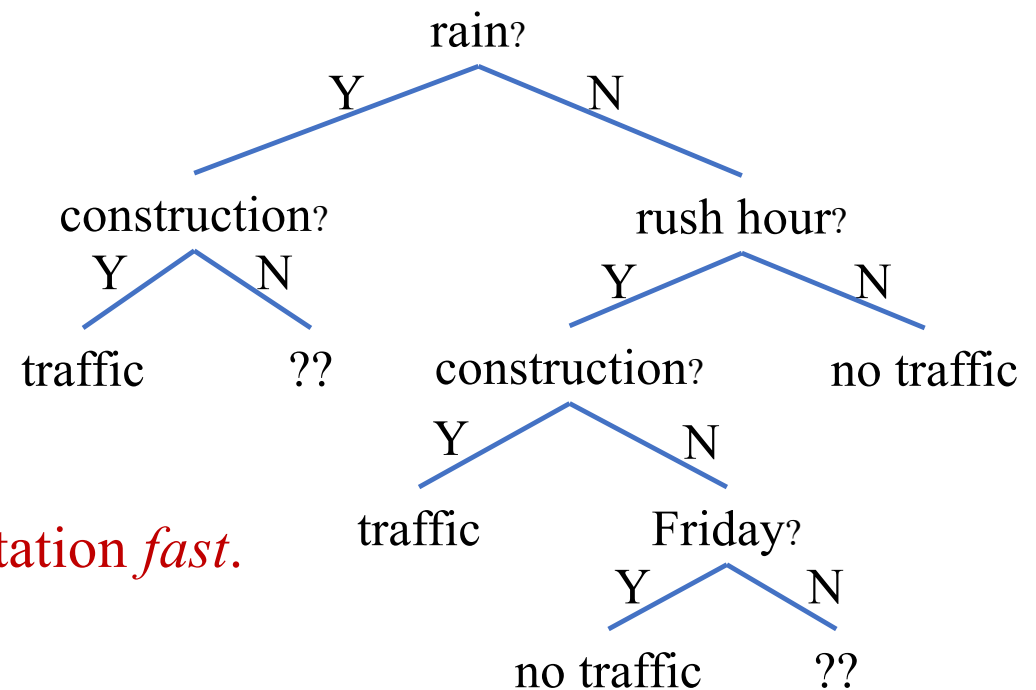 rain?
Y N
construction? rush hour?
Y N Y N
traffic ?? construction? no traffic
Y N
traffic Friday?
tation fast.
Y N
no traffic ??